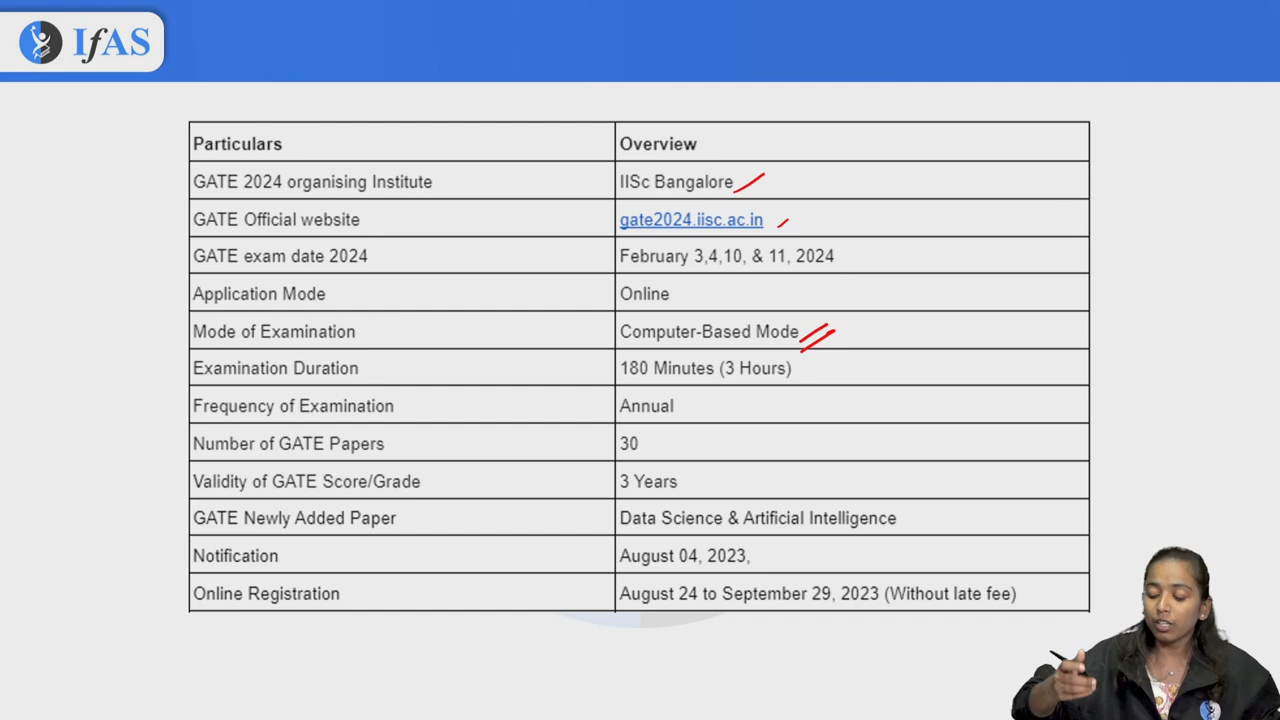 IfAS
Particulars Overview
GATE 2024 organising Institute IISc Bangalore
GATE Official website gate2024.iisc.ac.in
GATE exam date 2024 February 3,4,10, & 11, 2024
Application Mode Online
Mode of Examination Computer-Based Mode
Examination Duration 180 Minutes (3 Hours)
Frequency of Examination Annual
Number of GATE Papers 30
Validity of GATE Score/Grade 3 Years
GATE Newly Added Paper Data Science & Artificial Intelligence
Notification August 04, 2023,
Online Registration August 24 to September 29, 2023 (Without late fee)